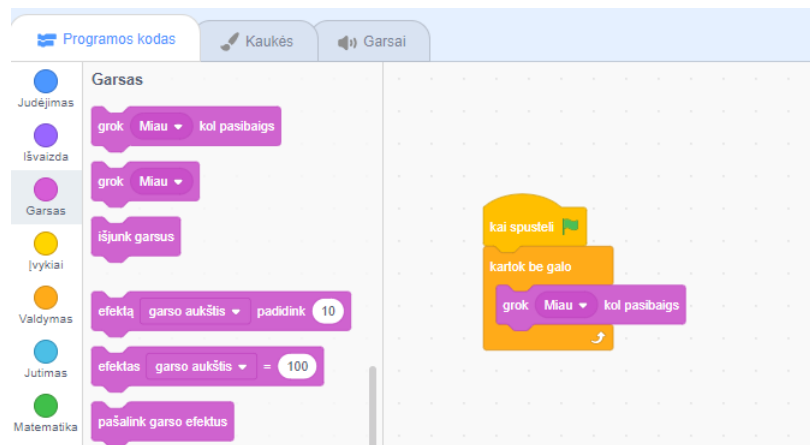 Programos kodas
Kaukės
Garsai
Judėjimas
Išvaizda
Garsas
Įvykiai
Valdymas
Jutimas
Matematika
Garsas
grok Miau kol pasibaigs
grok Miau
išjunk garsus
efektą garso aukštis padidink 10
efektas garso aukštis = 100
pašalink garso efektus
kai spusteli
kartok be galo
grok Miau kol pasibaigs